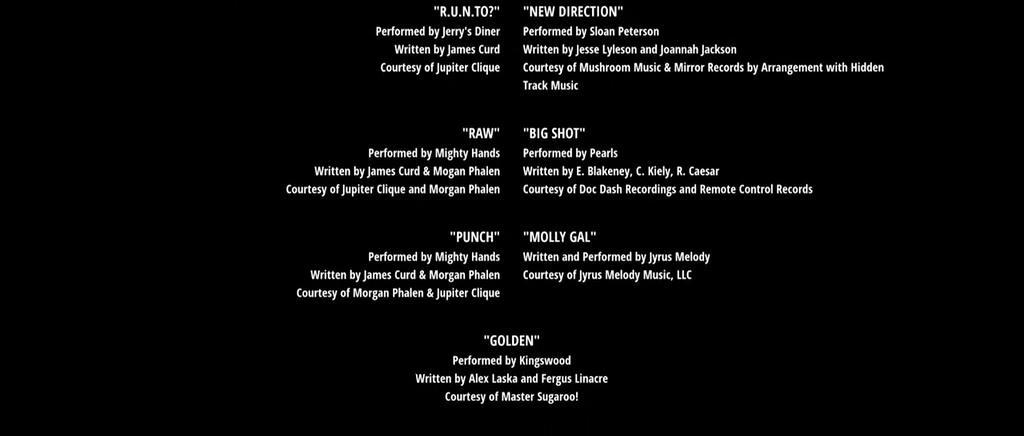 "R.U.N.TO?"
Performed by Jerry's Diner
Written by James Curd
Courtesy of Jupiter Clique
"NEW DIRECTION"
Performed by Sloan Peterson
Written by Jesse Lyleson and Joannah Jackson
Courtesy of Mushroom Music & Mirror Records by Arrangement with Hidden
Track Music
"RAW"
Performed by Mighty Hands
Written by James Curd & Mogan Phalen
Courtesy of Jupiter Clique and Morgan Phalen
"BIG SHOT"
Performed by Pearls
Written by E. Blakeney, C. Kiely, R. Caesar
Courtesy of Doc Dash Recordings and Remote Control Records
"PUNCH"
Performed by Mighty Hands
Written by James Curd & Morgan Phalen
Courtesy of Morgan Phalen & Jupiter Clique
"MOLLY GAL"
Written and Performed by Jyrus Melody
Courtesy of Jyrus Melody Music, LLC
"GOLDEN"
Performed by Kingswood
Written by Alex Laska and Fergus Linacre
Courtesy of Master Sugaroo!